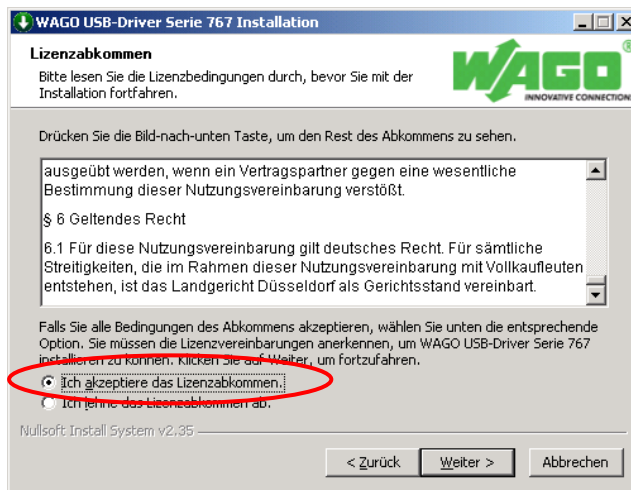 WAGO USB-Driver Serie 767 Installation
Lizenzabkommen
Bitte lesen Sie die Lizenzbedingungen durch, bevor Sie mit der
Installation fortfahren.
WAGO®
INNOVATIVE CONNECTIONS
Drücken Sie die Bild-nach-unten Taste, um den Rest des Abkommens zu sehen.
ausgeübt werden, wenn ein Vertragspartner gegen eine wesentliche
Bestimmung dieser Nutzungsvereinbarung verstößt.
§ 6 Geltendes Recht
6.1 Für diese Nutzungsvereinbarung gilt deutsches Recht. Für sämtliche
Streitigkeiten, die im Rahmen dieser Nutzungsvereinbarung mit Vollkaufleuten
entstehen, ist das Landgericht Düsseldorf als Gerichtsstand vereinbart.
Falls Sie alle Bedingungen des Abkommens akzeptieren, wählen Sie unten die entsprechende
Option. Sie müssen die Lizenzvereinbarungen anerkennen, um WAGO USB-Driver Serie 767
installieren zu können. Klicken Sie auf Weiter, um fortzufahren.
Ich akzeptiere das Lizenzabkommen.
Ich lehne das Lizenzabkommen ab.
Nullsoft Install System v2.35
< Zurück
Weiter >
Abbrechen